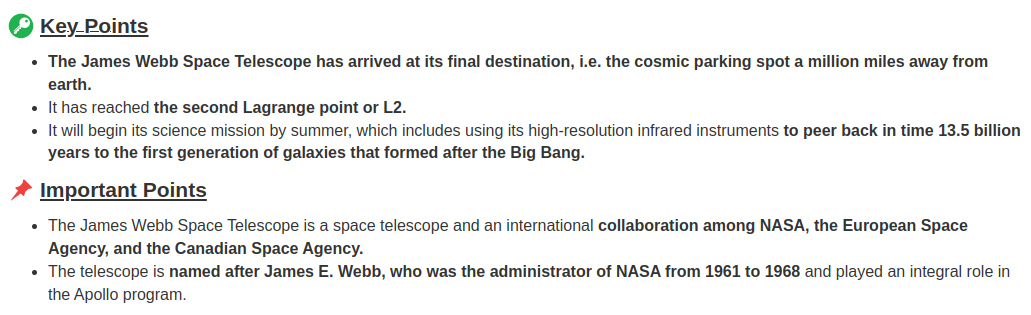 Key Points
The James Webb Space Telescope has arrived at its final destination, i.e. the cosmic parking spot a million miles away from
earth.
It has reached the second Lagrange point or L2.
It will begin its science mission by summer, which includes using its high-resolution infrared instruments to peer back in time 13.5 billion
years to the first generation of galaxies that formed after the Big Bang.
Important Points
The James Webb Space Telescope is a space telescope and an international collaboration among NASA, the European Space
Agency, and the Canadian Space Agency.
The telescope is named after James E. Webb, who was the administrator of NASA from 1961 to 1968 and played an integral role in
the Apollo program.